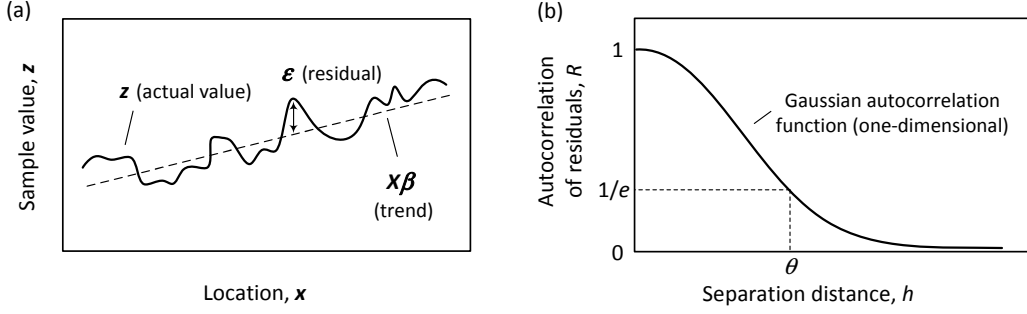 (a)
Sample value, z
z (actual value)
ε (residual)
Xβ
(trend)
Location, x
(b)
Autocorrelation
of residuals, R
1
1/e
0
Gaussian autocorrelation
function (one-dimensional)
θ
Separation distance, h